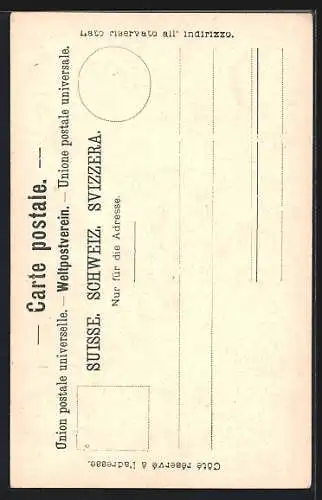 — Carte postale. —
Union postale universelle. — Weltpostverein. — Unione postale universale.
SUISSE. SCHWEIZ. SVIZZERA.
Nur für die Adresse.
Côté réservé à l'adresse.
Lato riservato all' indirizzo.